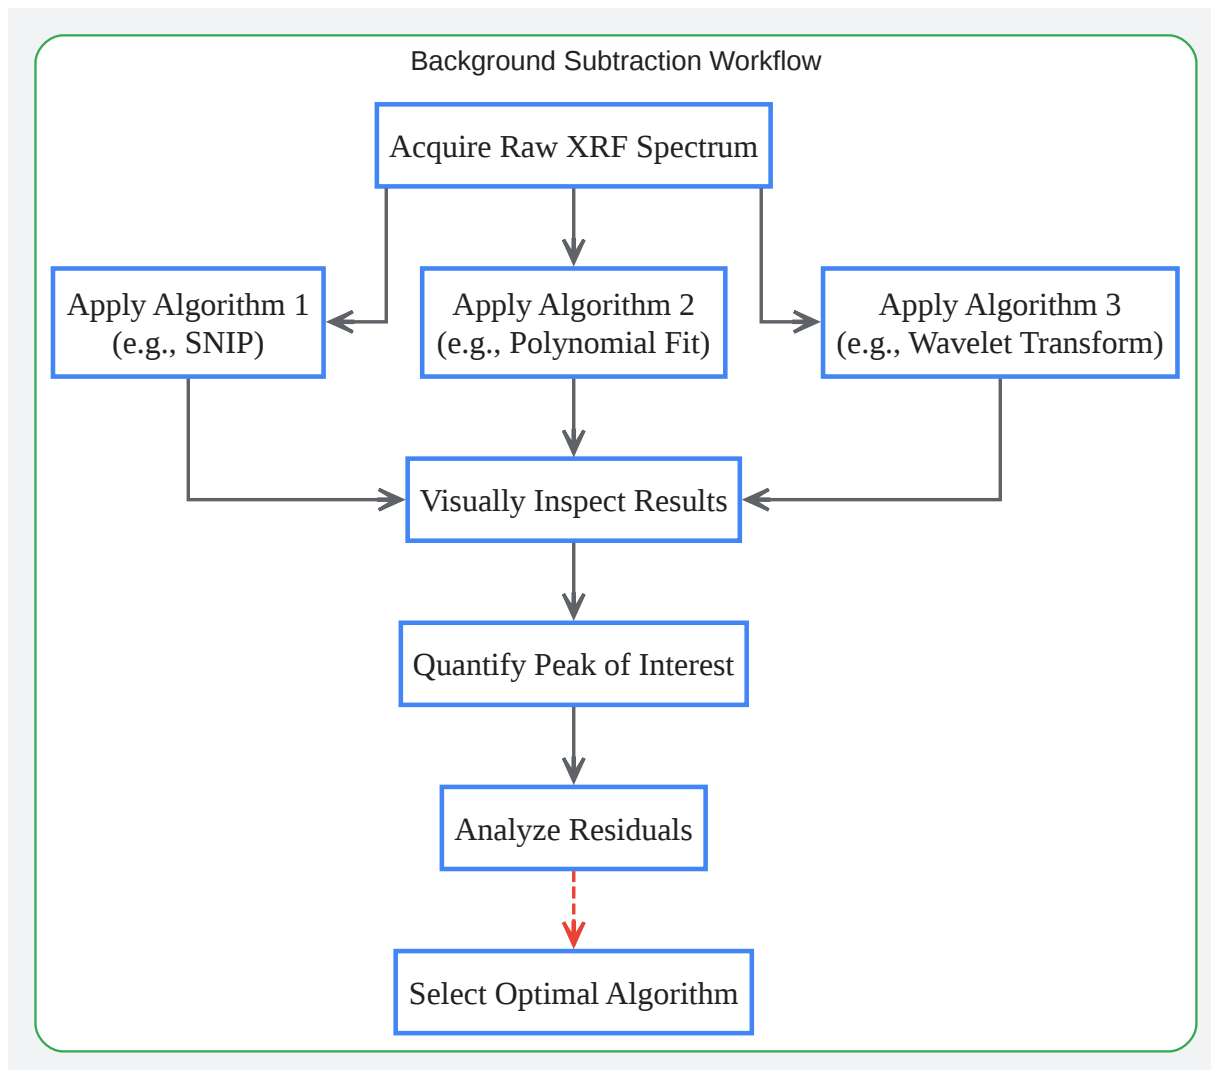 Background Subtraction Workflow
Acquire Raw XRF Spectrum
Apply Algorithm 1
(e.g., SNIP)
Apply Algorithm 2
(e.g., Polynomial Fit)
Apply Algorithm 3
(e.g., Wavelet Transform)
Visually Inspect Results
Quantify Peak of Interest
Analyze Residuals
Select Optimal Algorithm